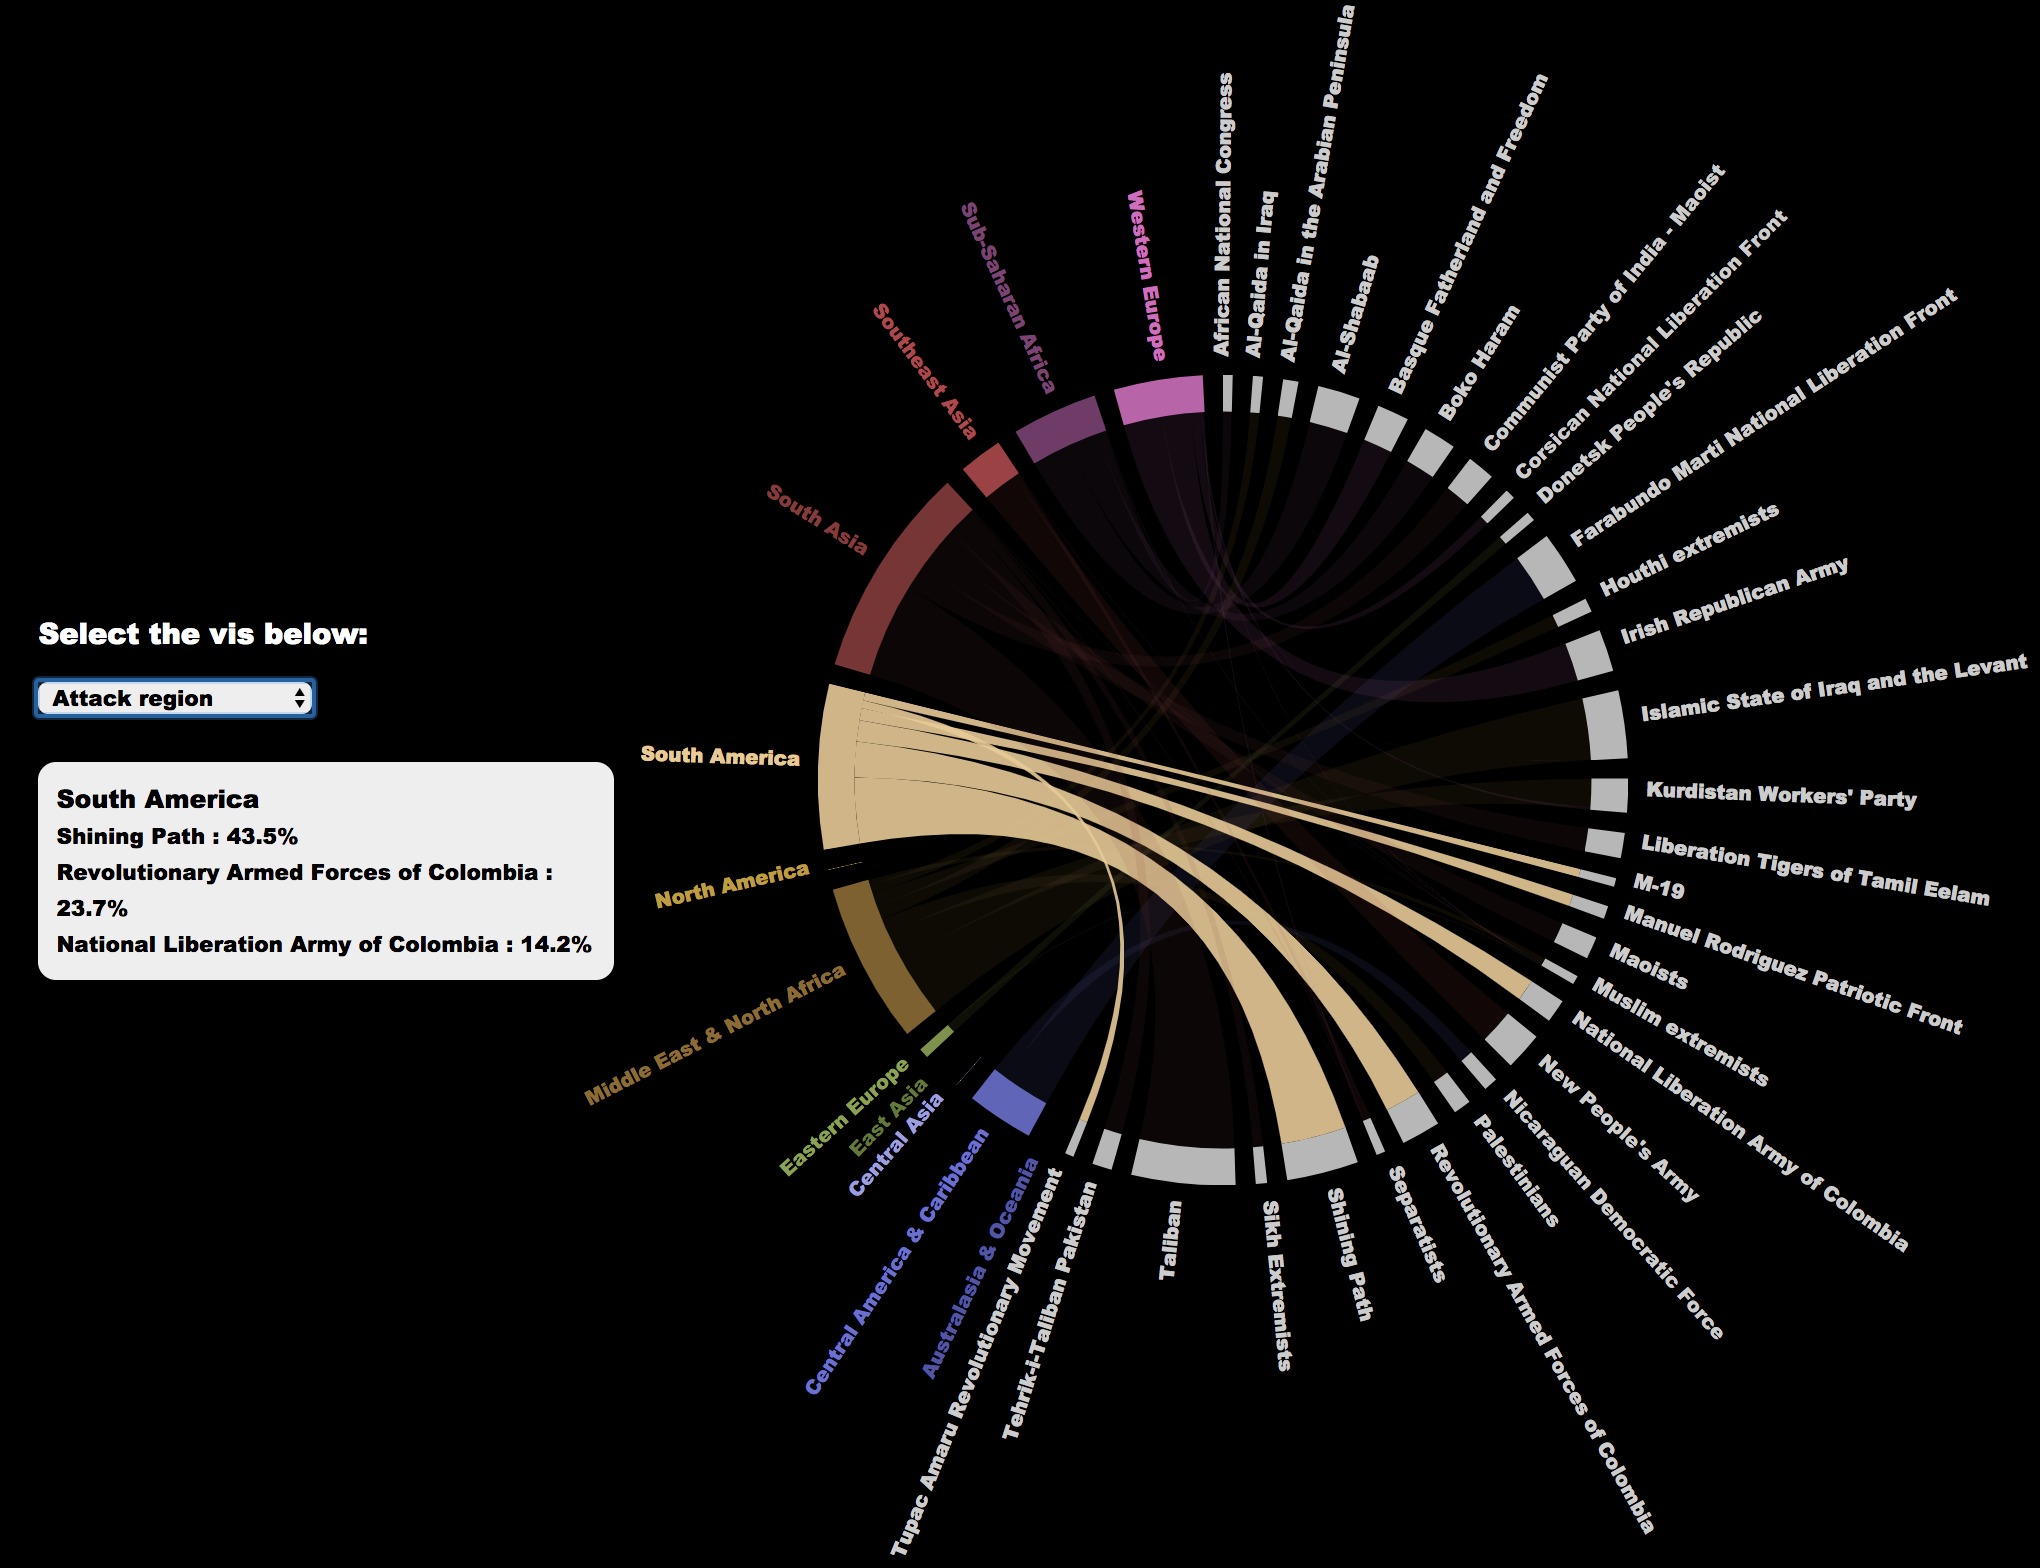 Select the vis below:
Attack region
South America
Shining Path : 43.5%
Revolutionary Armed Forces of Colombia :
23.7%
National Liberation Army of Colombia : 14.2%
African National Congress
Al-Qaida in Iraq
Al-Qaida in the Arabian Peninsula
Al-Shabaab
Basque Fatherland and Freedom
Boko Haram
Communist Party of India - Maoist
Corsican National Liberation Front
Donetsk People's Republic
Farabundo Marti National Liberation Front
Houthi extremists
Irish Republican Army
Islamic State of Iraq and the Levant
Kurdistan Workers' Party
Liberation Tigers of Tamil Eelam
M-19
Manuel Rodriguez Patriotic Front
Maoists
Muslim extremists
National Liberation Army of Colombia
New People's Army
Nicaraguan Democratic Force
Palestinians
Revolutionary Armed Forces of Colombia
Separatists
Shining Path
Sikh Extremists
Taliban
Tehrik-i-Taliban Pakistan
Tupac Amaru Revolutionary Movement
Australasia & Oceania
Central America & Caribbean
Central Asia
East Asia
Eastern Europe
Middle East & North Africa
North America
South America
South Asia
Southeast Asia
Sub-Saharan Africa
Western Europe